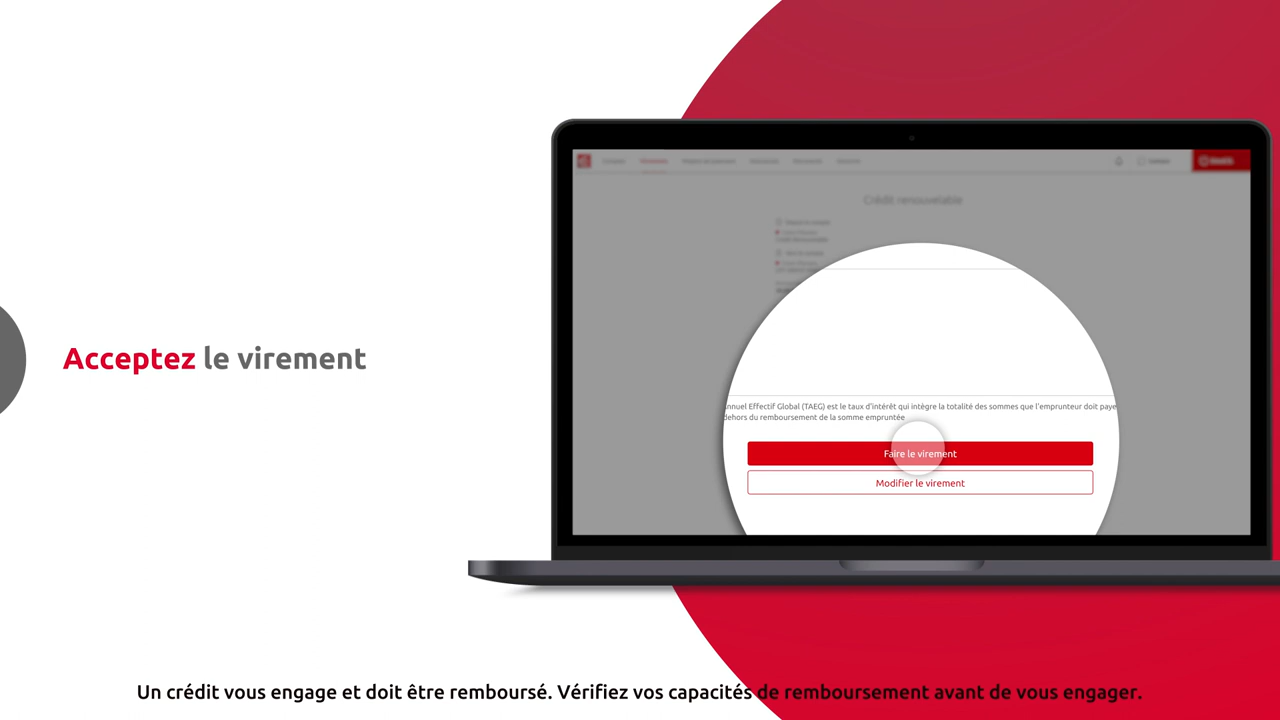 Acceptez le virement
Crédit renouvelable
nnuel Effectif Global (TAEG) est le taux d'intérêt qui intègre la totalité des sommes que l'emprunteur doit paye
dehors du remboursement de la somme empruntée
Faire le virement
Modifier le virement
Un crédit vous engage et doit être remboursé. Vérifiez vos capacités de remboursement avant de vous engager.